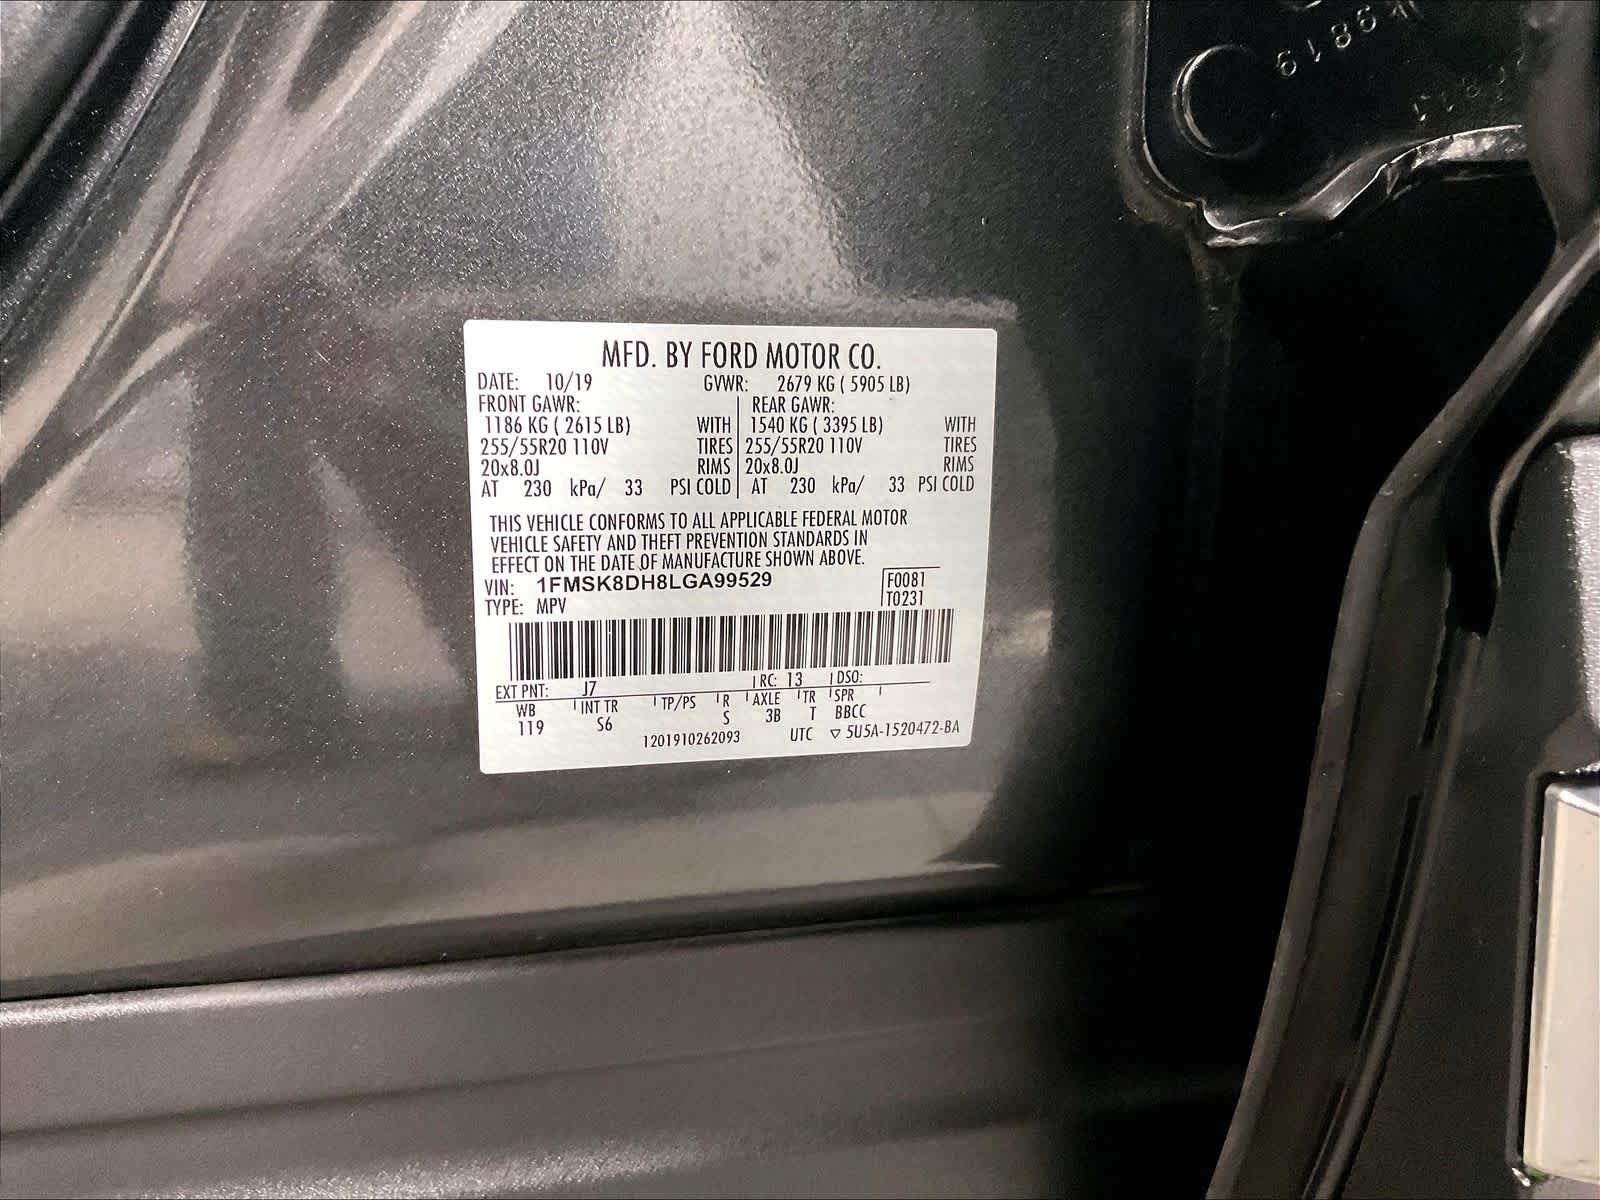 9819
MFD. BY FORD MOTOR CO.
DATE: 10/19 GVWR: 2679 KG ( 5905 LB)
FRONT GAWR: REAR GAWR:
1186 KG ( 2615 LB) WITH 1540 KG ( 3395 LB) WITH
255/55R20 110V TIRES 255/55R20 110V TIRES
20x8.0J RIMS 20x8.0J RIMS
AT 230 kPa/ 33 PSI COLD AT 230 kPa/ 33 PSI COLD
THIS VEHICLE CONFORMS TO ALL APPLICABLE FEDERAL MOTOR
VEHICLE SAFETY AND THEFT PREVENTION STANDARDS IN
EFFECT ON THE DATE OF MANUFACTURE SHOWN ABOVE.
VIN: 1FMSK8DH8LGA99529 F0081
TYPE: MPV T0231
EXT PNT: J7 RC: 13 DSO:
WB INT TR TP/PS R AXLE TR SPR
119 S6 S 3B T BBCC
1201910262093 UTC ▽ 5U5A-1520472-BA